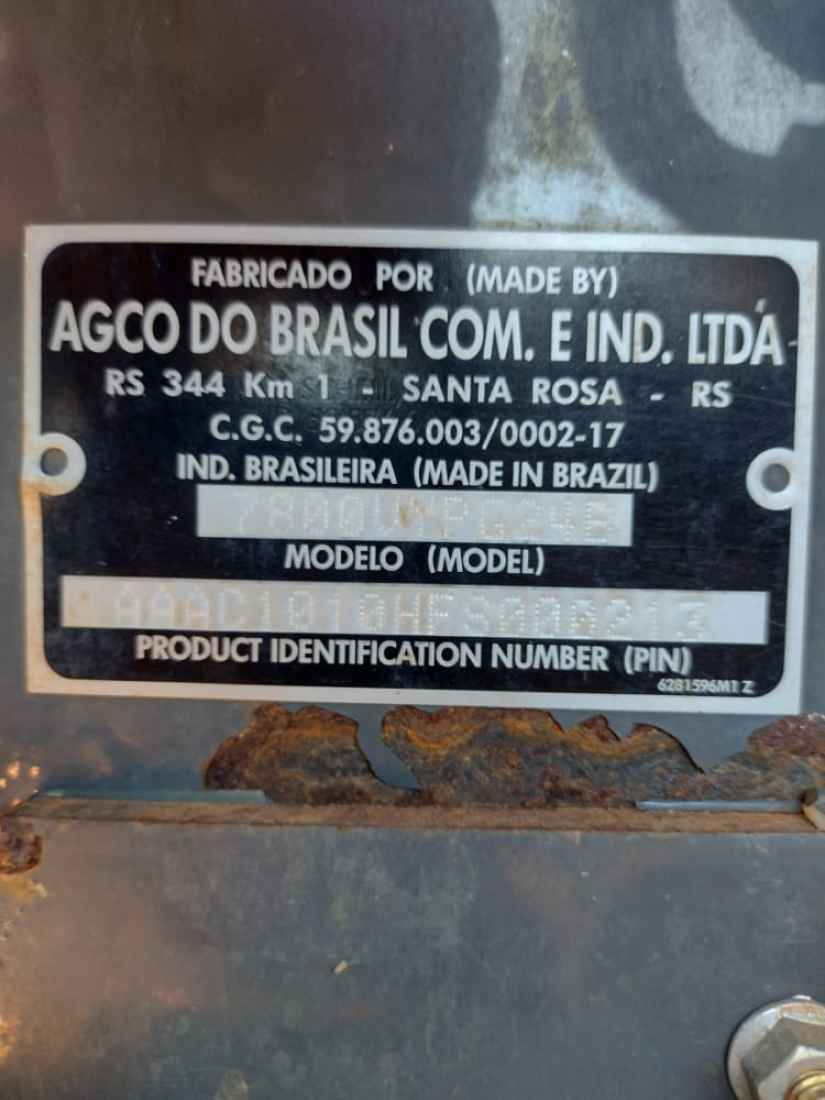 FABRICADO POR (MADE BY)
AGCO DO BRASIL COM. E IND. LTDA
RS 344 Km 1 - SANTA ROSA - RS
C.G.C. 59.876.003/0002-17
IND. BRASILEIRA (MADE IN BRAZIL)
MODELO (MODEL)
AAAC1010HFS000213
PRODUCT IDENTIFICATION NUMBER (PIN)
6281596M1 Z